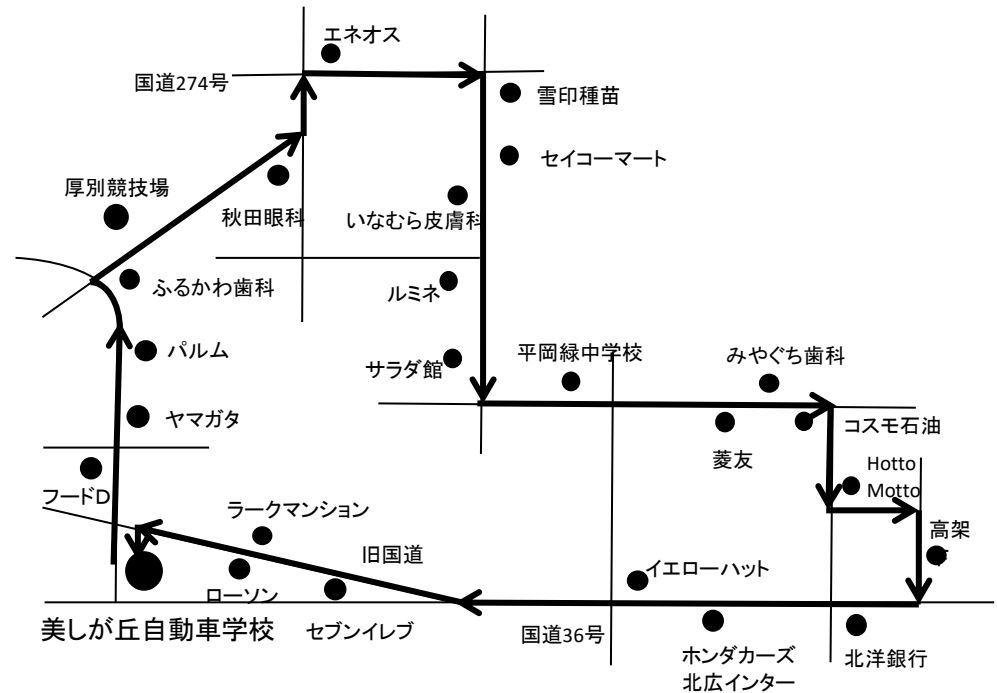 エネオス
国道274号
雪印種苗
セイコーマート
厚別競技場
秋田眼科
いなむら皮膚科
ふるかわ歯科
ルミネ
パルム
平岡緑中学校
みやぐち歯科
サラダ館
ヤマガタ
コスモ石油
菱友
Hotto
Motto
フードD
ラークマンション
高架
旧国道
イエローハット
ローソン
美しが丘自動車学校
セブンイレブ
国道36号
ホンダカーズ
北広インター
北洋銀行